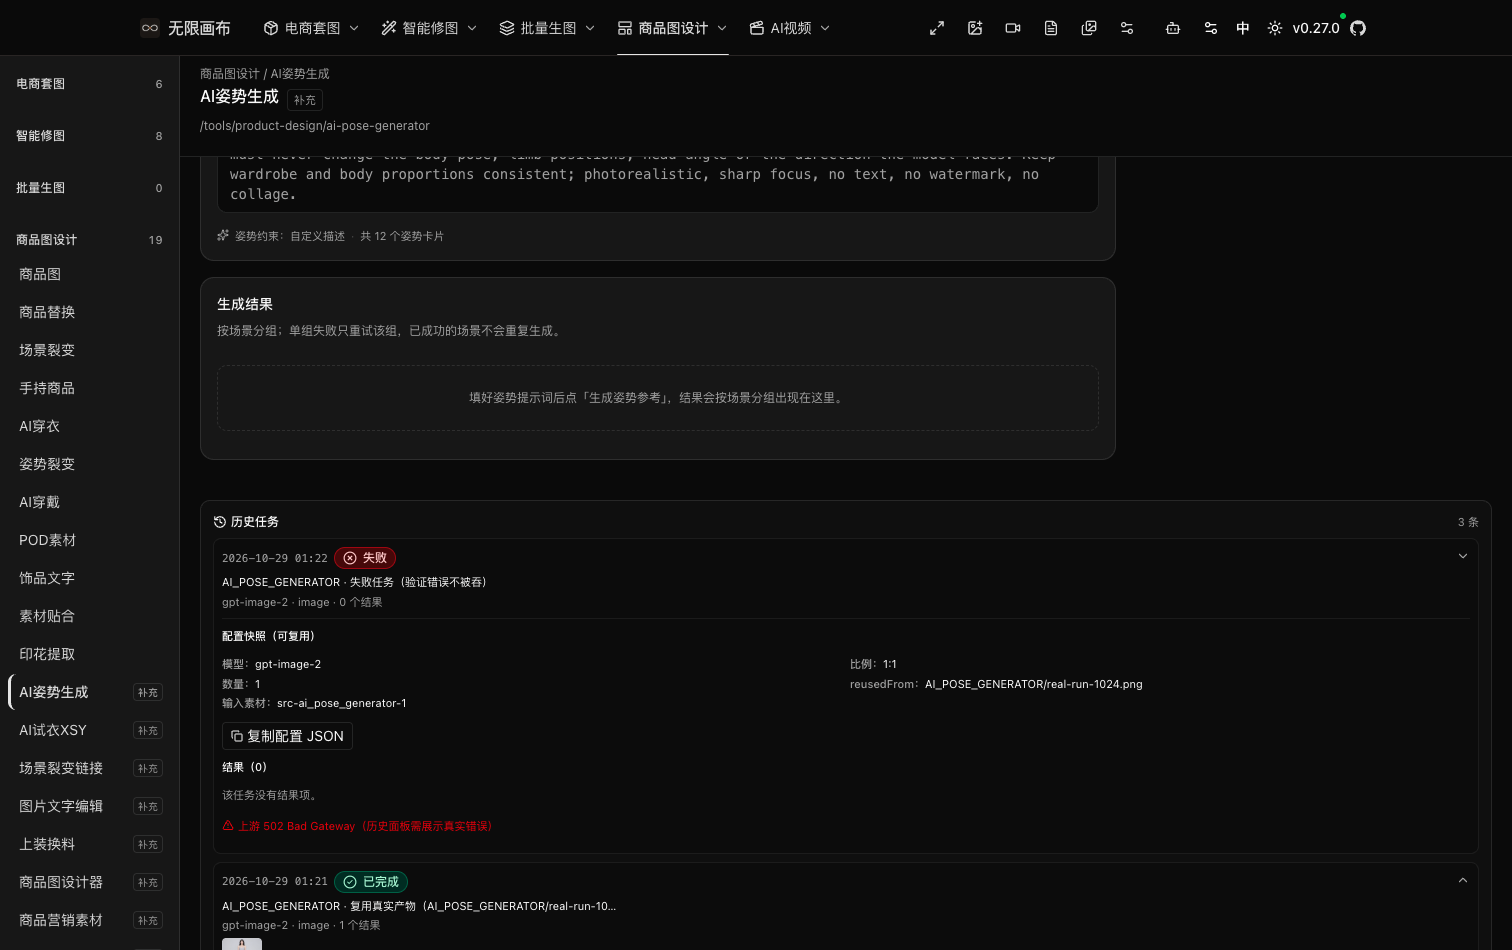 无限画布
电商套图
智能修图
批量生图
商品图设计
AI视频
中
v0.27.0
电商套图 6
智能修图 8
批量生图 0
商品图设计 19
商品图
商品替换
场景裂变
手持商品
AI穿衣
姿势裂变
AI穿戴
POD素材
饰品文字
素材贴合
印花提取
AI姿势生成 补充
AI试衣XSY 补充
场景裂变链接 补充
图片文字编辑 补充
上装换料 补充
商品图设计器 补充
商品营销素材 补充
商品图设计 / AI姿势生成
AI姿势生成 补充
/tools/product-design/ai-pose-generator
must never change the body pose, limb positions, head angle or the direction the model faces. Keep
wardrobe and body proportions consistent; photorealistic, sharp focus, no text, no watermark, no
collage.
姿势约束：自定义描述 · 共 12 个姿势卡片
生成结果
按场景分组；单组失败只重试该组，已成功的场景不会重复生成。
填好姿势提示词后点「生成姿势参考」，结果会按场景分组出现在这里。
历史任务 3 条
2026-10-29 01:22 失败
AI_POSE_GENERATOR · 失败任务（验证错误不被吞）
gpt-image-2 · image · 0 个结果
配置快照（可复用）
模型：gpt-image-2
比例：1:1
数量：1
reusedFrom：AI_POSE_GENERATOR/real-run-1024.png
输入素材：src-ai_pose_generator-1
复制配置 JSON
结果（0）
该任务没有结果项。
上游 502 Bad Gateway（历史面板需展示真实错误）
2026-10-29 01:21 已完成
AI_POSE_GENERATOR · 复用真实产物（AI_POSE_GENERATOR/real-run-10...
gpt-image-2 · image · 1 个结果